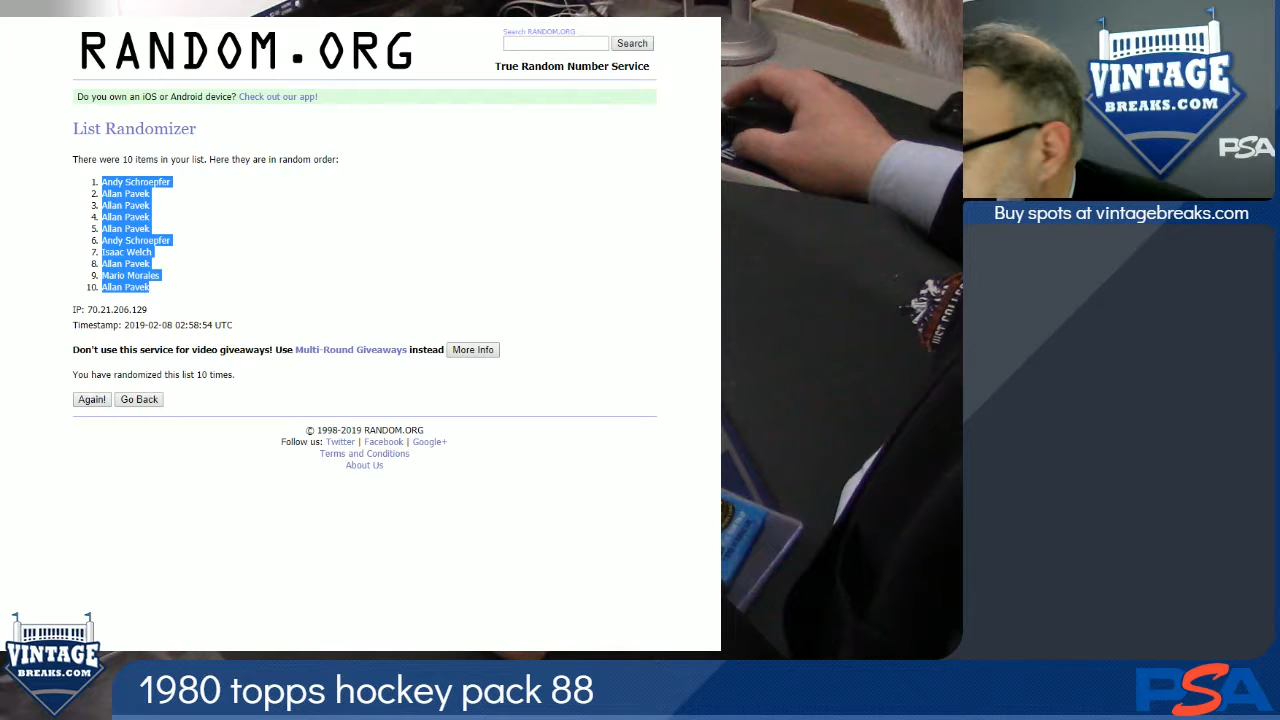 RANDOM.ORG
Search RANDOM.ORG
Search
True Random Number Service
Do you own an iOS or Android device? Check out our app!
List Randomizer
There were 10 items in your list. Here they are in random order:
1. Andy Schroepfer
2. Allan Pavek
3. Allan Pavek
4. Allan Pavek
5. Allan Pavek
6. Andy Schroepfer
7. Isaac Welch
8. Allan Pavek
9. Mario Morales
10. Allan Pavek
IP: 70.21.206.129
Timestamp: 2019-02-08 02:58:54 UTC
Don't use this service for video giveaways! Use Multi-Round Giveaways instead More Info
You have randomized this list 10 times.
Again! Go Back
© 1998-2019 RANDOM.ORG
Follow us: Twitter | Facebook | Google+
Terms and Conditions
About Us
VINTAGE
BREAKS.COM
PSA
Buy spots at vintagebreaks.com
VINTAGE
BREAKS.COM
1980 topps hockey pack 88
PSA